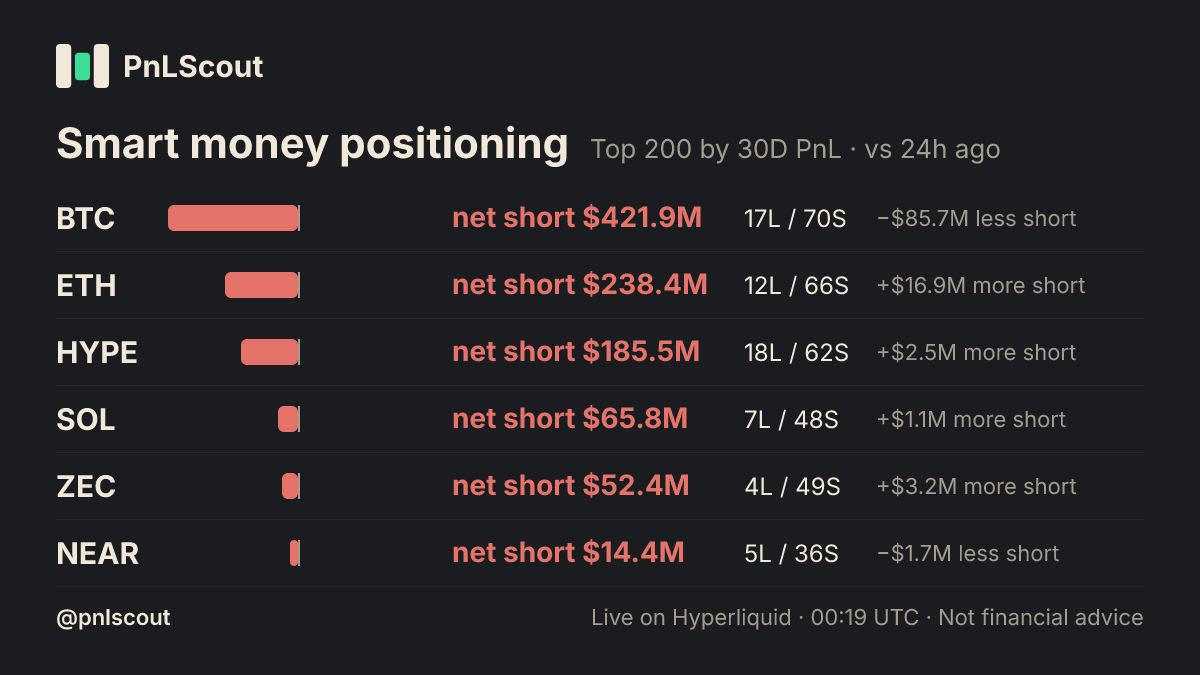 PnLScout
Smart money positioning Top 200 by 30D PnL · vs 24h ago
BTC net short $421.9M 17L / 70S −$85.7M less short
ETH net short $238.4M 12L / 66S +$16.9M more short
HYPE net short $185.5M 18L / 62S +$2.5M more short
SOL net short $65.8M 7L / 48S +$1.1M more short
ZEC net short $52.4M 4L / 49S +$3.2M more short
NEAR net short $14.4M 5L / 36S −$1.7M less short
@pnlscout Live on Hyperliquid · 00:19 UTC · Not financial advice